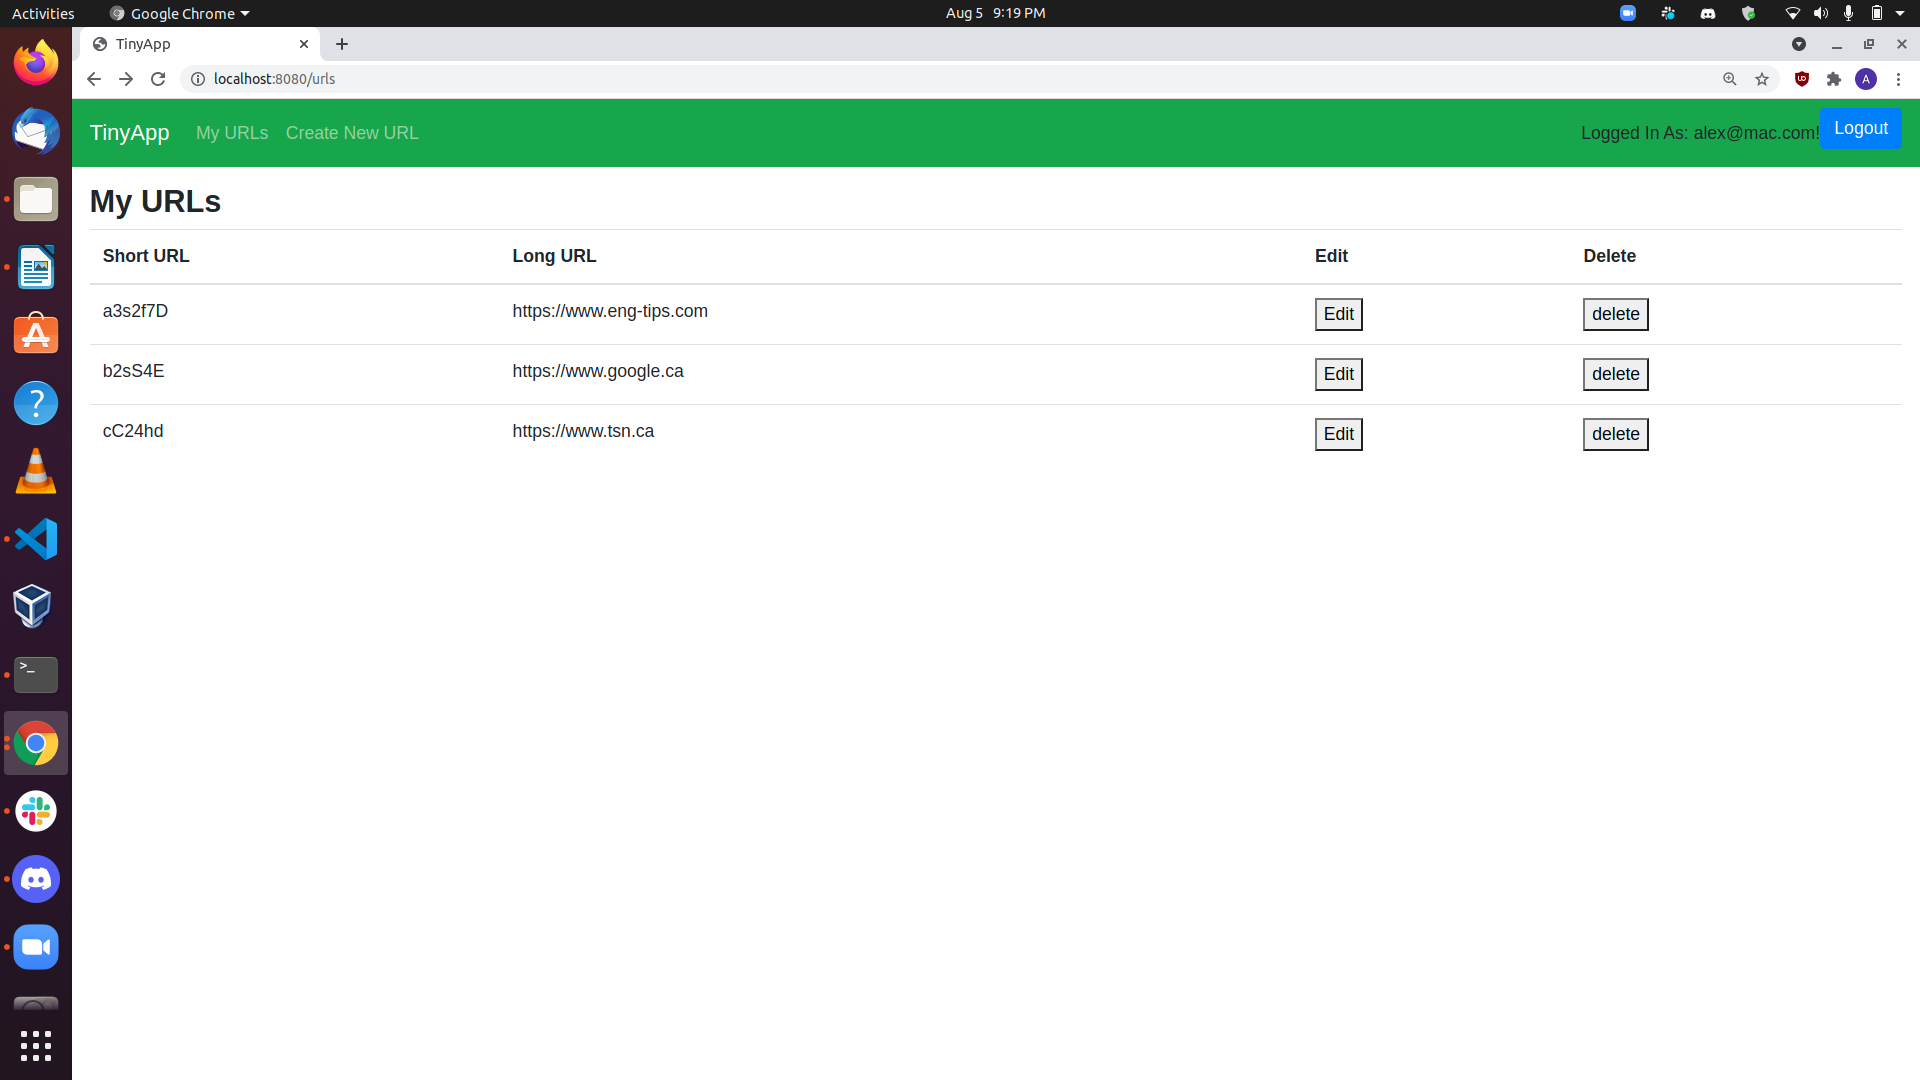 Activities Google Chrome Aug 5 9:19 PM
TinyApp
localhost:8080/urls A
TinyApp My URLs Create New URL Logged In As: alex@mac.com! Logout
My URLs
Short URL Long URL Edit Delete
a3s2f7D https://www.eng-tips.com Edit delete
b2sS4E https://www.google.ca Edit delete
cC24hd https://www.tsn.ca Edit delete